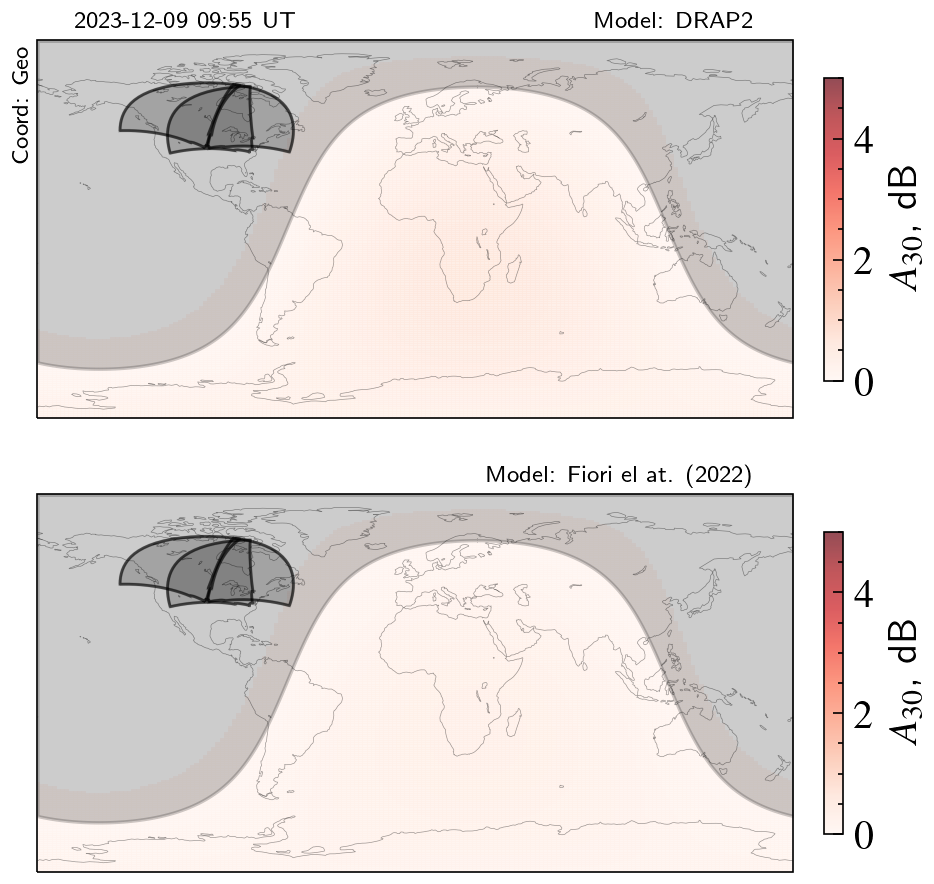 2023-12-09 09:55 UT
Model: DRAP2
Coord: Geo
4
2
0
A30, dB
Model: Fiori el at. (2022)
4
2
0
A30, dB